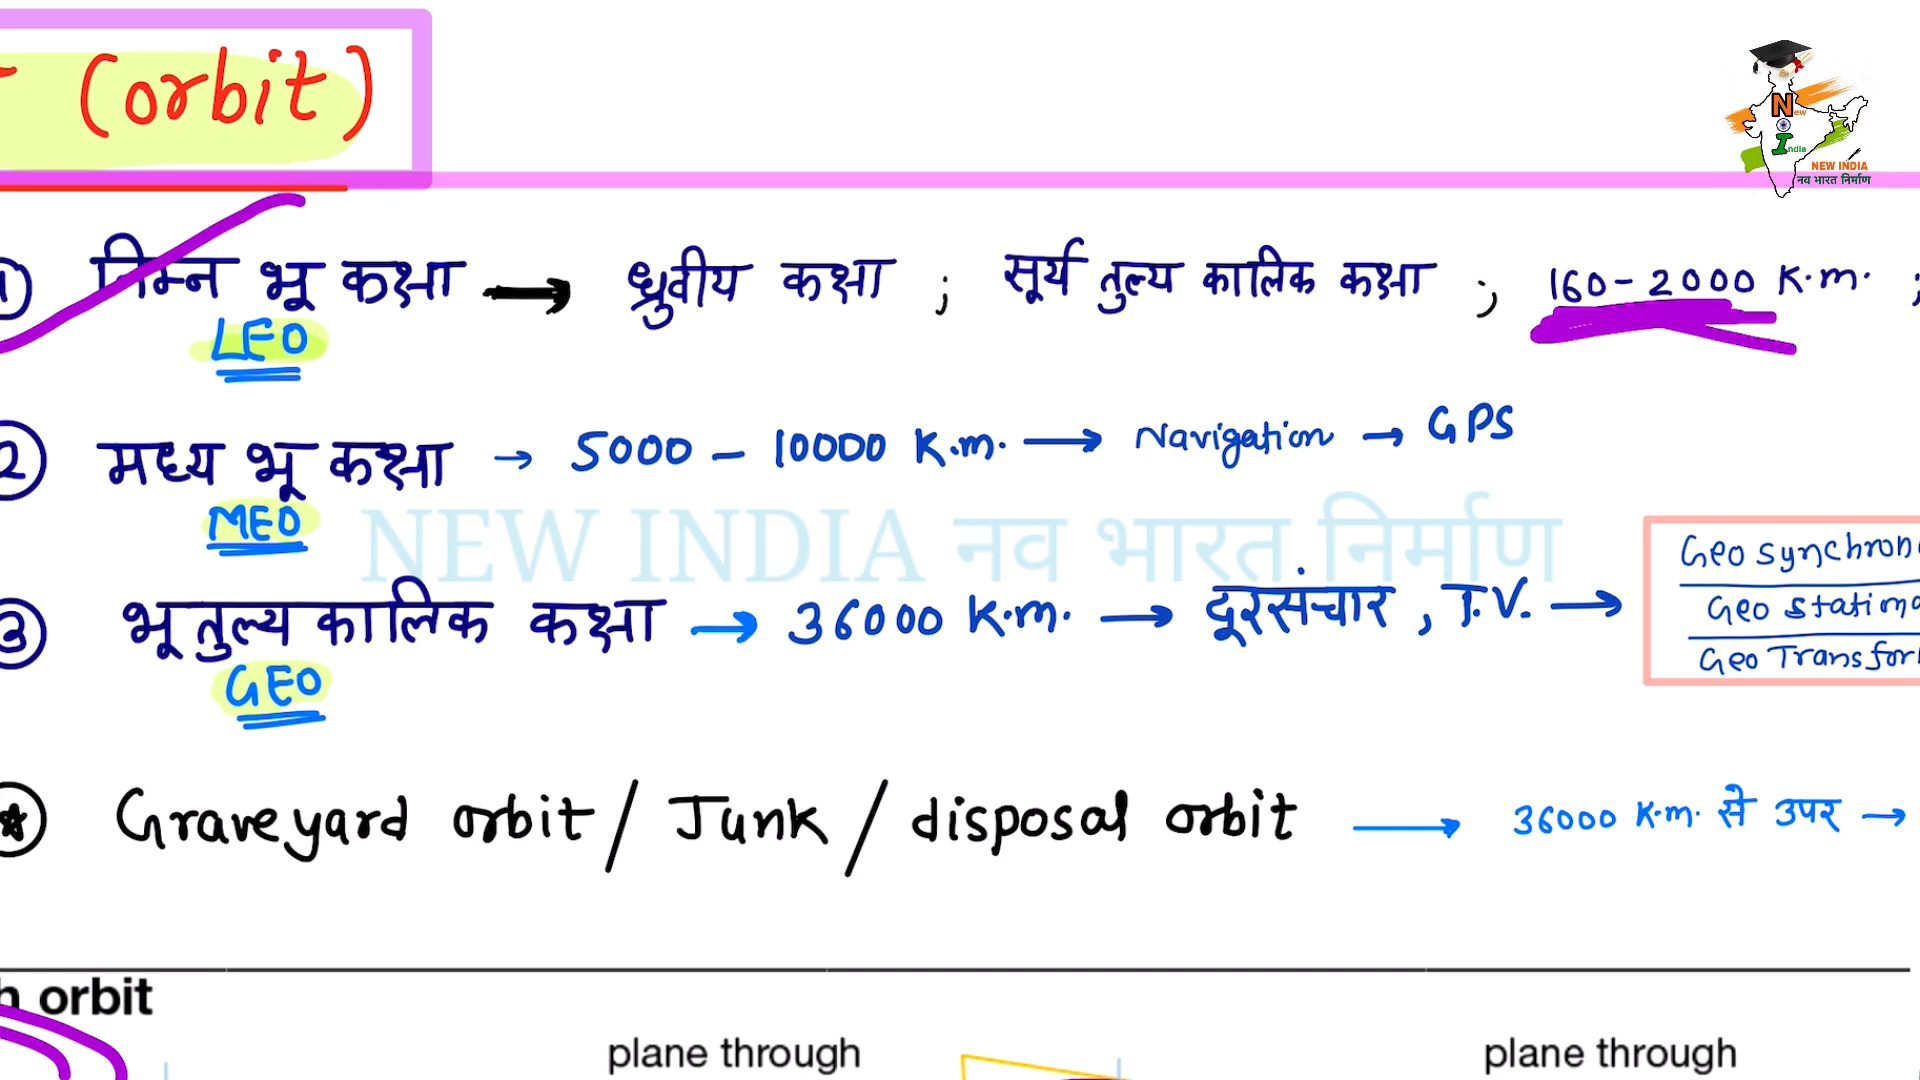 (orbit)
New
India
NEW INDIA
नव भारत निर्माण
1 निम्न भू कक्षा → ध्रुवीय कक्षा ; सूर्य तुल्य कालिक कक्षा ; 160-2000 K.m. ;
LEO
2 मध्य भू कक्षा → 5000 - 10000 K.m. → Navigation → GPS
MEO
NEW INDIA नव भारत निर्माण
3 भू तुल्य कालिक कक्षा → 36000 K.m. → दूरसंचार , T.V. →
Geo synchron
Geo station
Geo Transfor
GEO
Graveyard orbit / Junk / disposal orbit → 36000 K.m. से उपर →
h orbit
plane through
plane through